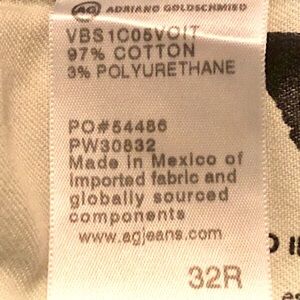 AG ADRIANO GOLDSCHMIED
VBS1C05VOIT
97% COTTON
3% POLYURETHANE
PO#54486
PW30832
Made in Mexico of
imported fabric and
globally sourced
components
www.agjeans.com
32R